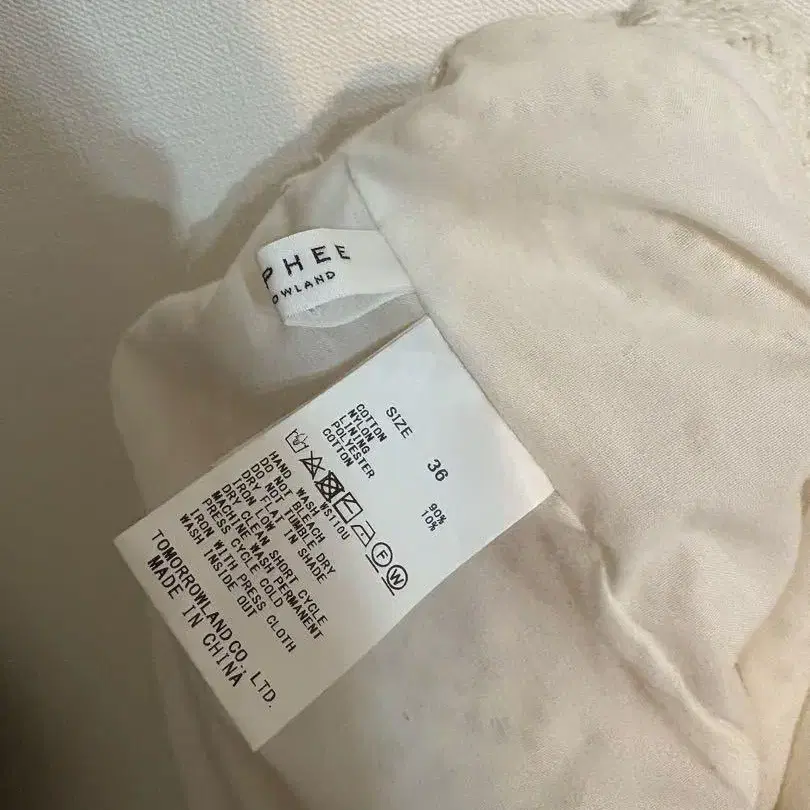 PHEE
OWLAND
SIZE 36
COTTON 90%
NYLON 10%
LINING
POLYESTER
COTTON
WS110U
F W
HAND WASH
DO NOT BLEACH
DO NOT TUMBLE DRY
DRY FLAT IN SHADE
IRON LOW
DRY CLEAN SHORT CYCLE
MACHINE WASH PERMANENT
PRESS CYCLE COLD
IRON WITH PRESS CLOTH
WASH INSIDE OUT
TOMORROWLAND CO., LTD.
MADE IN CHINA